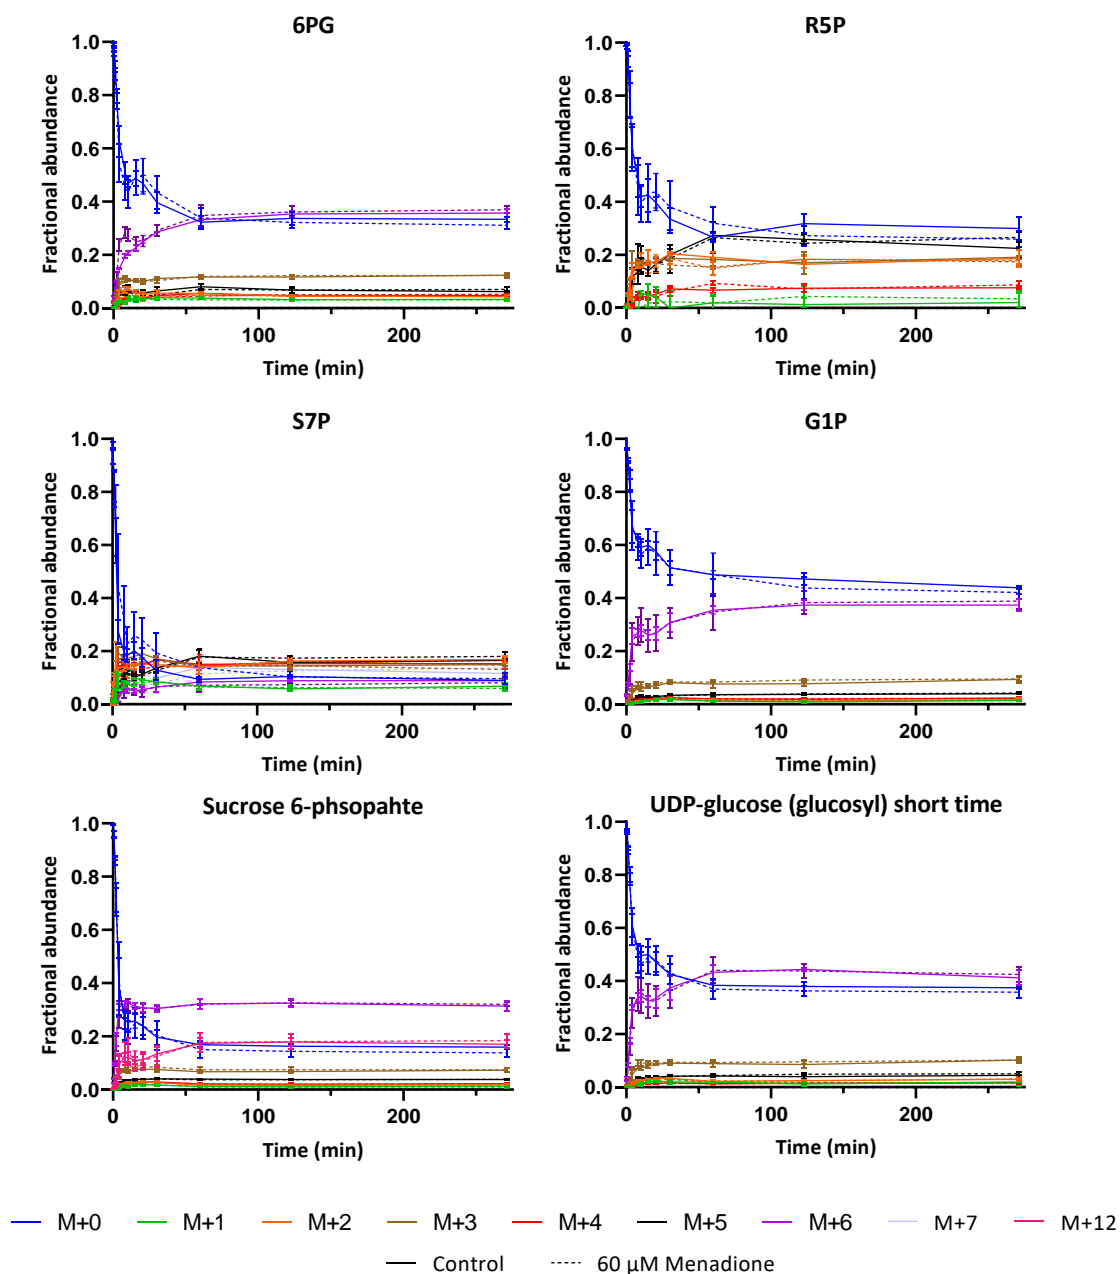 6PG
1.0
0.8
0.6
0.4
0.2
0.0
0
100
200
Fractional abundance
Time (min)
R5P
1.0
0.8
0.6
0.4
0.2
0.0
0
100
200
Fractional abundance
Time (min)
S7P
1.0
0.8
0.6
0.4
0.2
0.0
0
100
200
Fractional abundance
Time (min)
G1P
1.0
0.8
0.6
0.4
0.2
0.0
0
100
200
Fractional abundance
Time (min)
Sucrose 6-phsopahte
1.0
0.8
0.6
0.4
0.2
0.0
0
100
200
Fractional abundance
Time (min)
UDP-glucose (glucosyl) short time
1.0
0.8
0.6
0.4
0.2
0.0
0
100
200
Fractional abundance
Time (min)
M+0 M+1 M+2 M+3 M+4 M+5 M+6 M+7 M+12
Control 60 µM Menadione